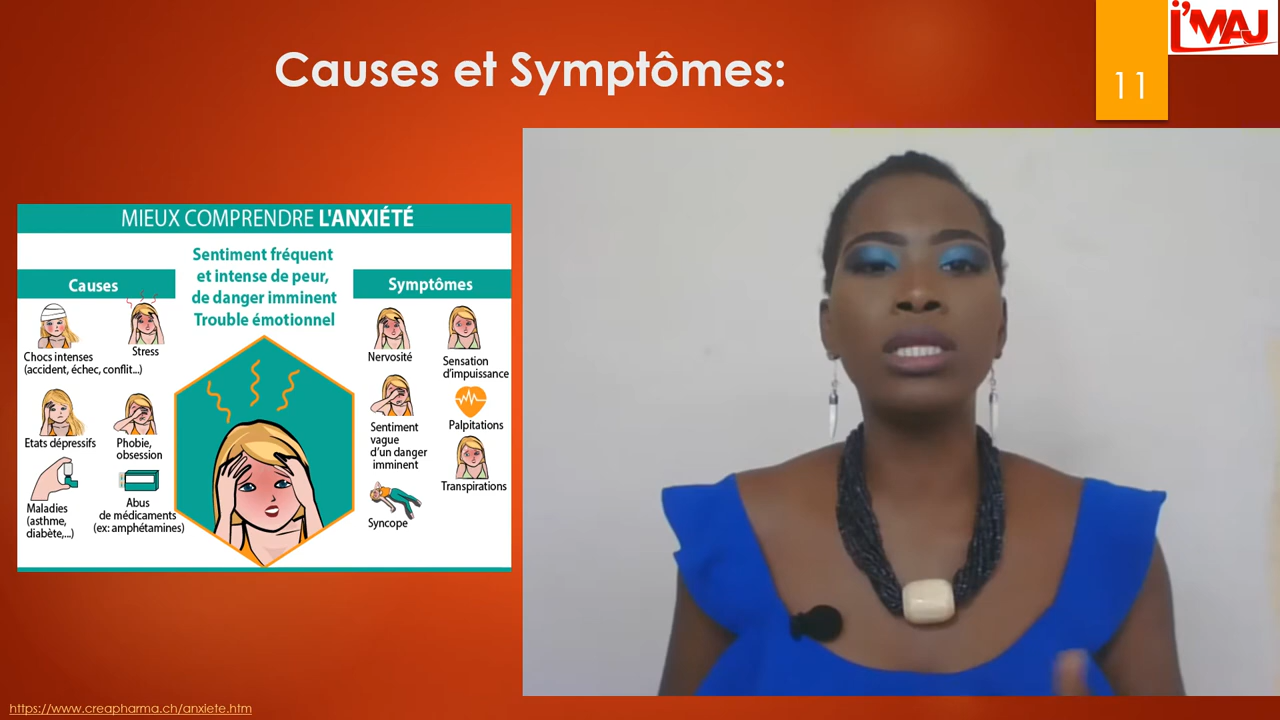 Causes et Symptômes:
11
i'MAJ
MIEUX COMPRENDRE L'ANXIÉTÉ
Sentiment fréquent
et intense de peur,
de danger imminent
Trouble émotionnel
Causes
Chocs intenses
(accident, échec, conflit...)
Stress
Etats dépressifs
Phobie,
obsession
Maladies
(asthme,
diabète,...)
Abus
de médicaments
(ex: amphétamines)
Symptômes
Nervosité
Sensation
d'impuissance
Sentiment
vague
d'un danger
imminent
Palpitations
Transpirations
Syncope
https://www.creapharma.ch/anxiete.htm